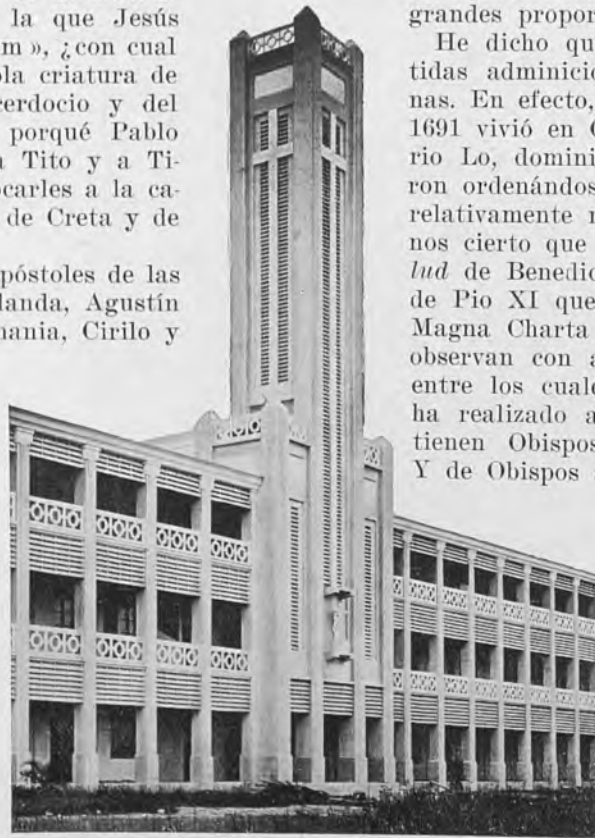 la que Jesús
m », ¿con cual
ola criatura de
erdocio y del
porqué Pablo
a Tito y a Ti-
ocarles a la ca-
de Creta y de
póstoles de las
landa, Agustín
mania, Cirilo y
grandes propor
He dicho qu
tidas adminicio
nas. En efecto,
1691 vivió en C
rio Lo, domini
ron ordenándos
relativamente n
nos cierto que
lud de Benedic
de Pio XI que
Magna Charta
observan con a
entre los cuale
ha realizado a
tienen Obispos
Y de Obispos